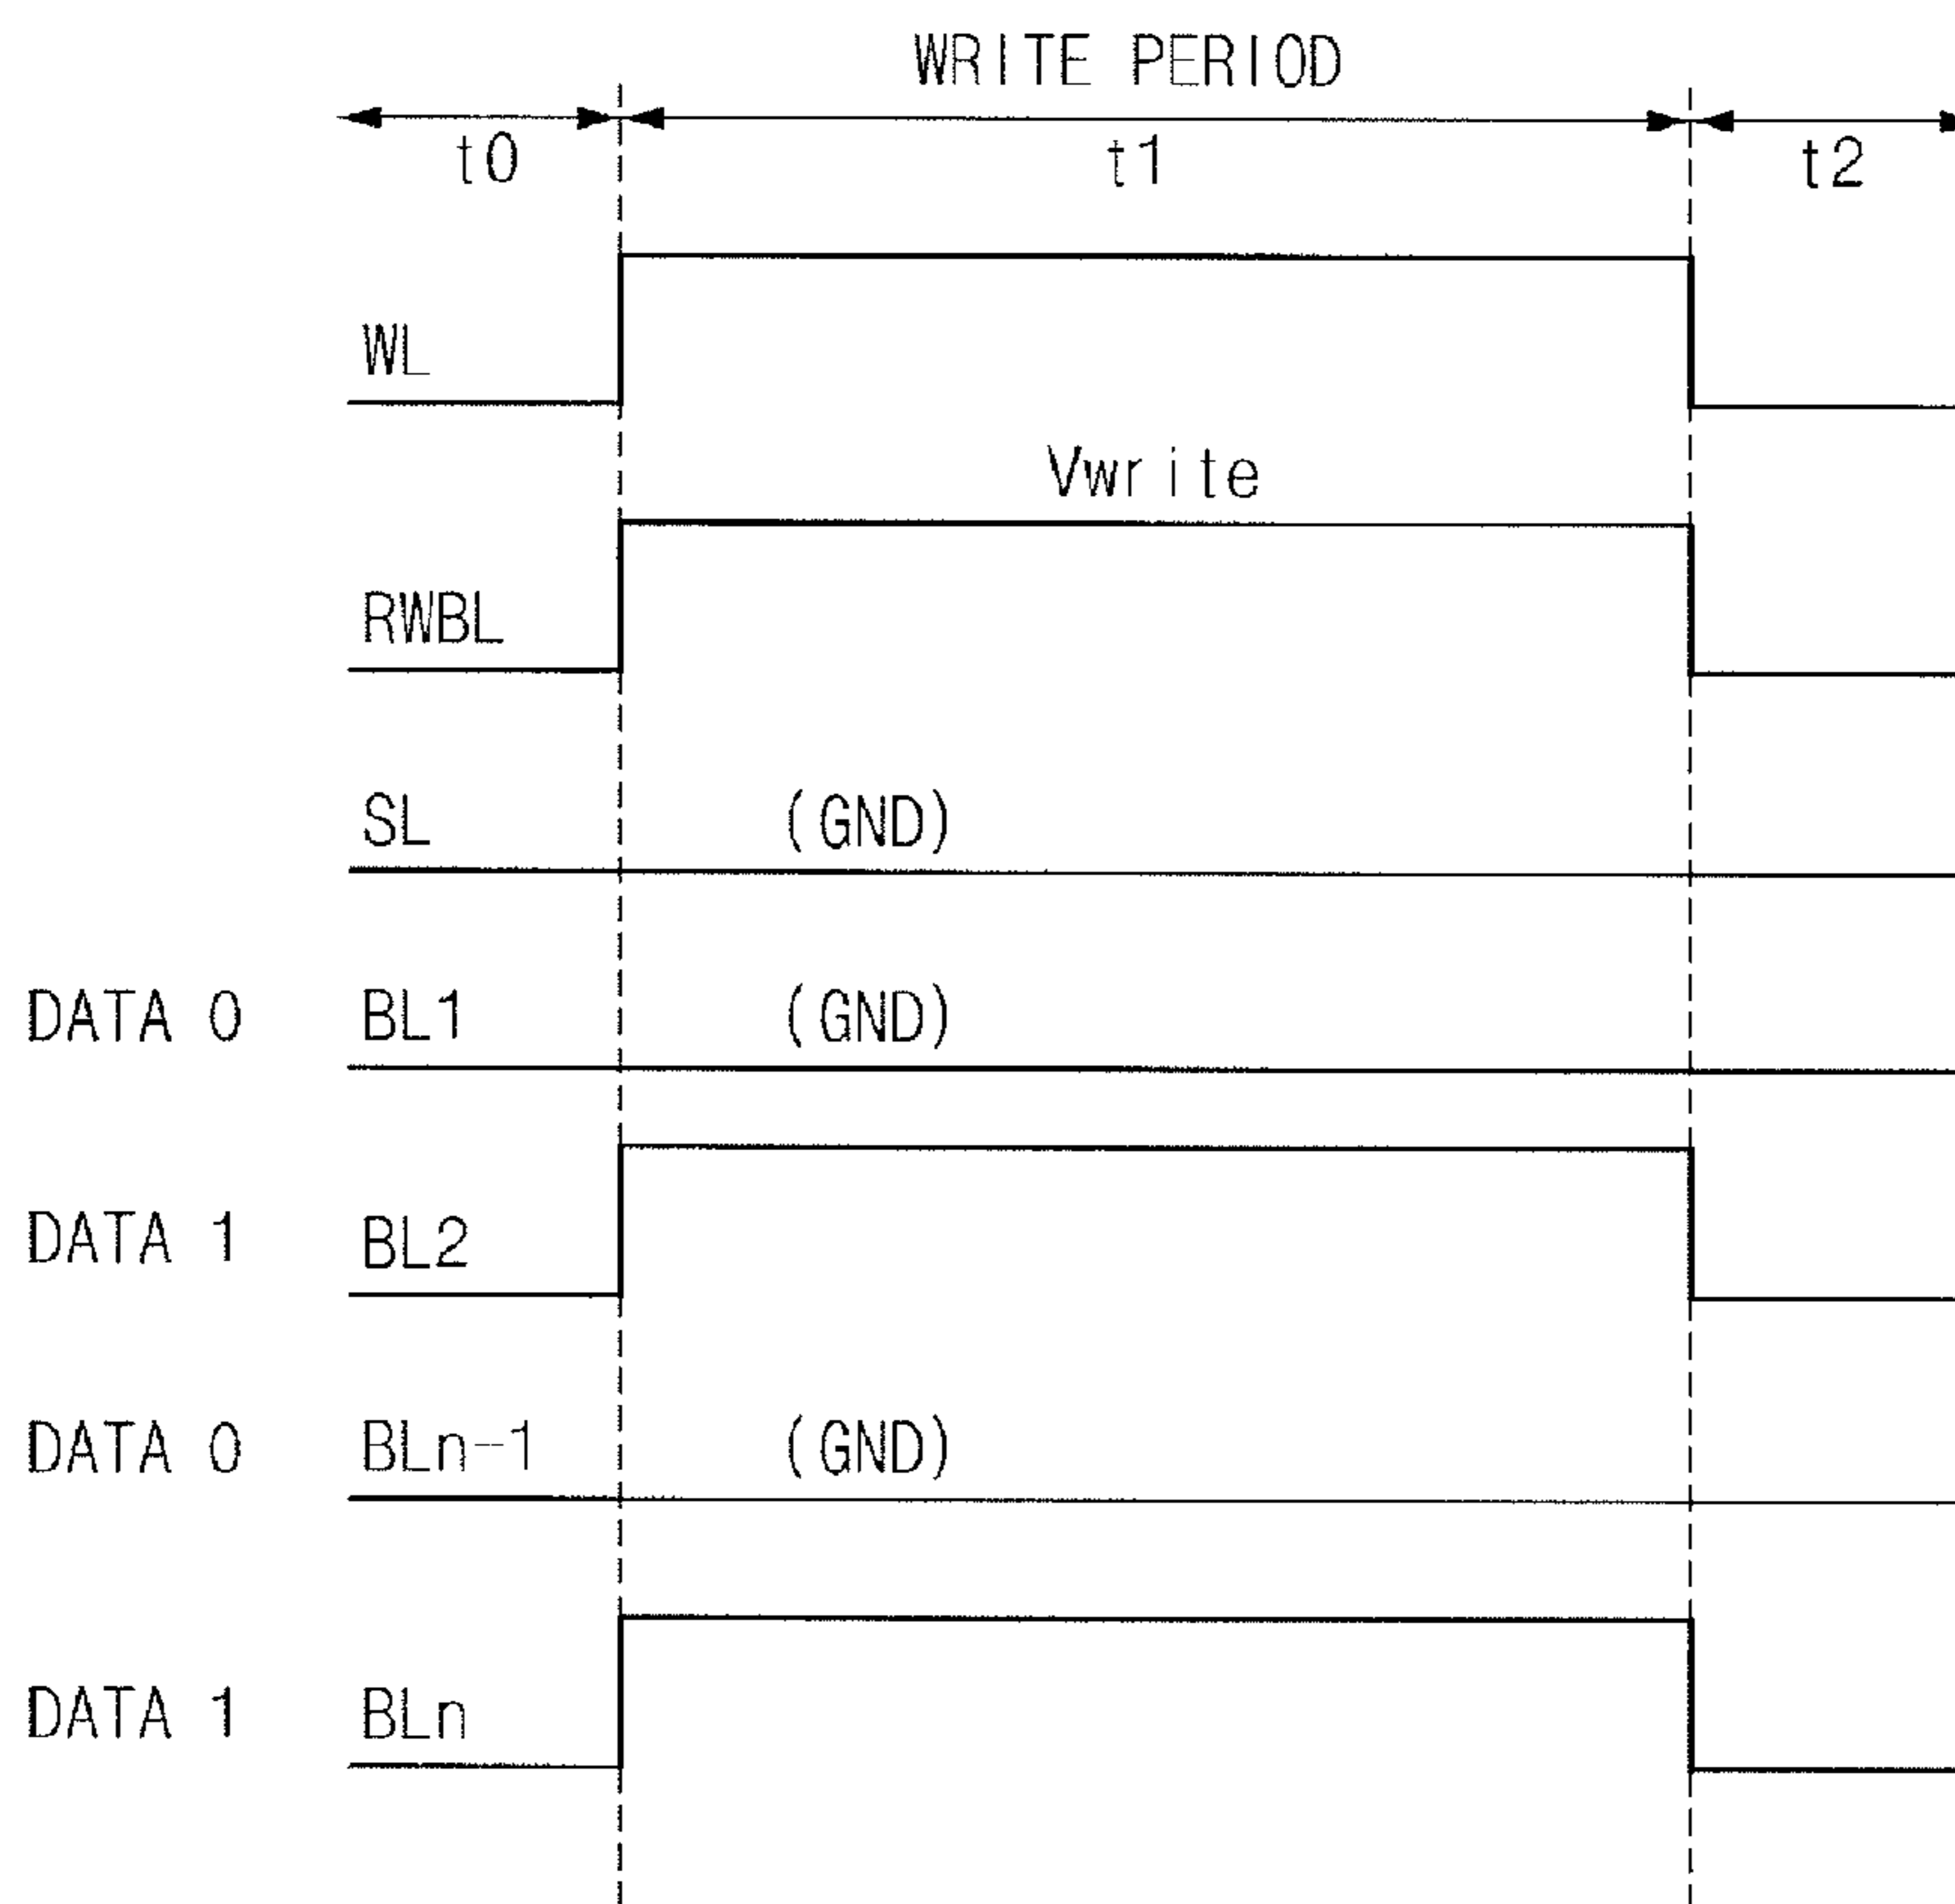 WRITE PERIOD
t0 t1 t2
WL
Vwrite
RWBL
SL (GND)
DATA 0 BL1 (GND)
DATA 1 BL2
DATA 0 BLn-1 (GND)
DATA 1 BLn